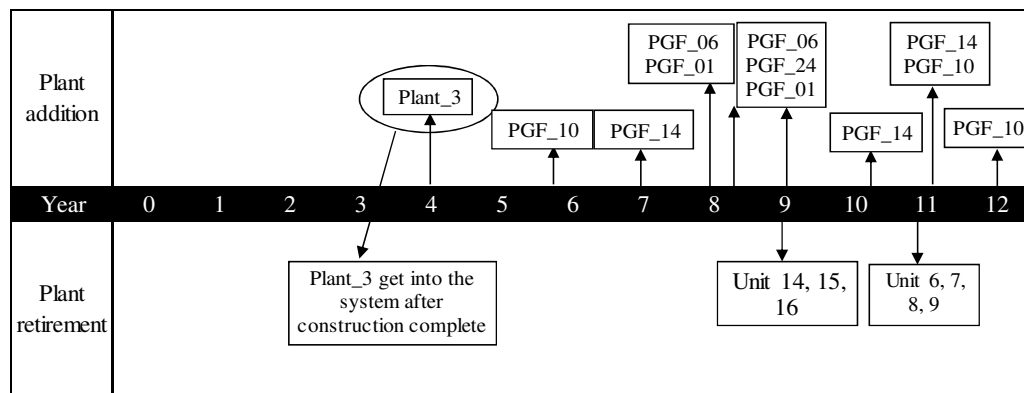 Plant
addition
PGF_06
PGF_01
PGF_06
PGF_24
PGF_01
PGF_14
PGF_10
Plant_3
PGF_10
PGF_14
PGF_14
PGF_10
Year 0 1 2 3 4 5 6 7 8 9 10 11 12
Plant
retirement
Plant_3 get into the
system after
construction complete
Unit 14, 15,
16
Unit 6, 7,
8, 9